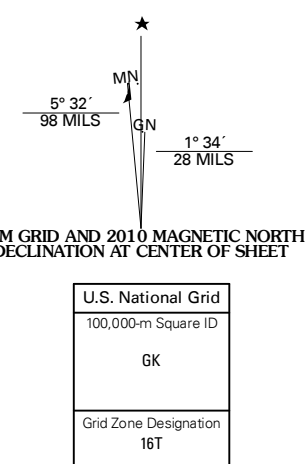 MN.
GN
5° 32´
98 MILS
1° 34´
28 MILS
M GRID AND 2010 MAGNETIC NORTH
DECLINATION AT CENTER OF SHEET
U.S. National Grid
100,000-m Square ID
GK
Grid Zone Designation
16T